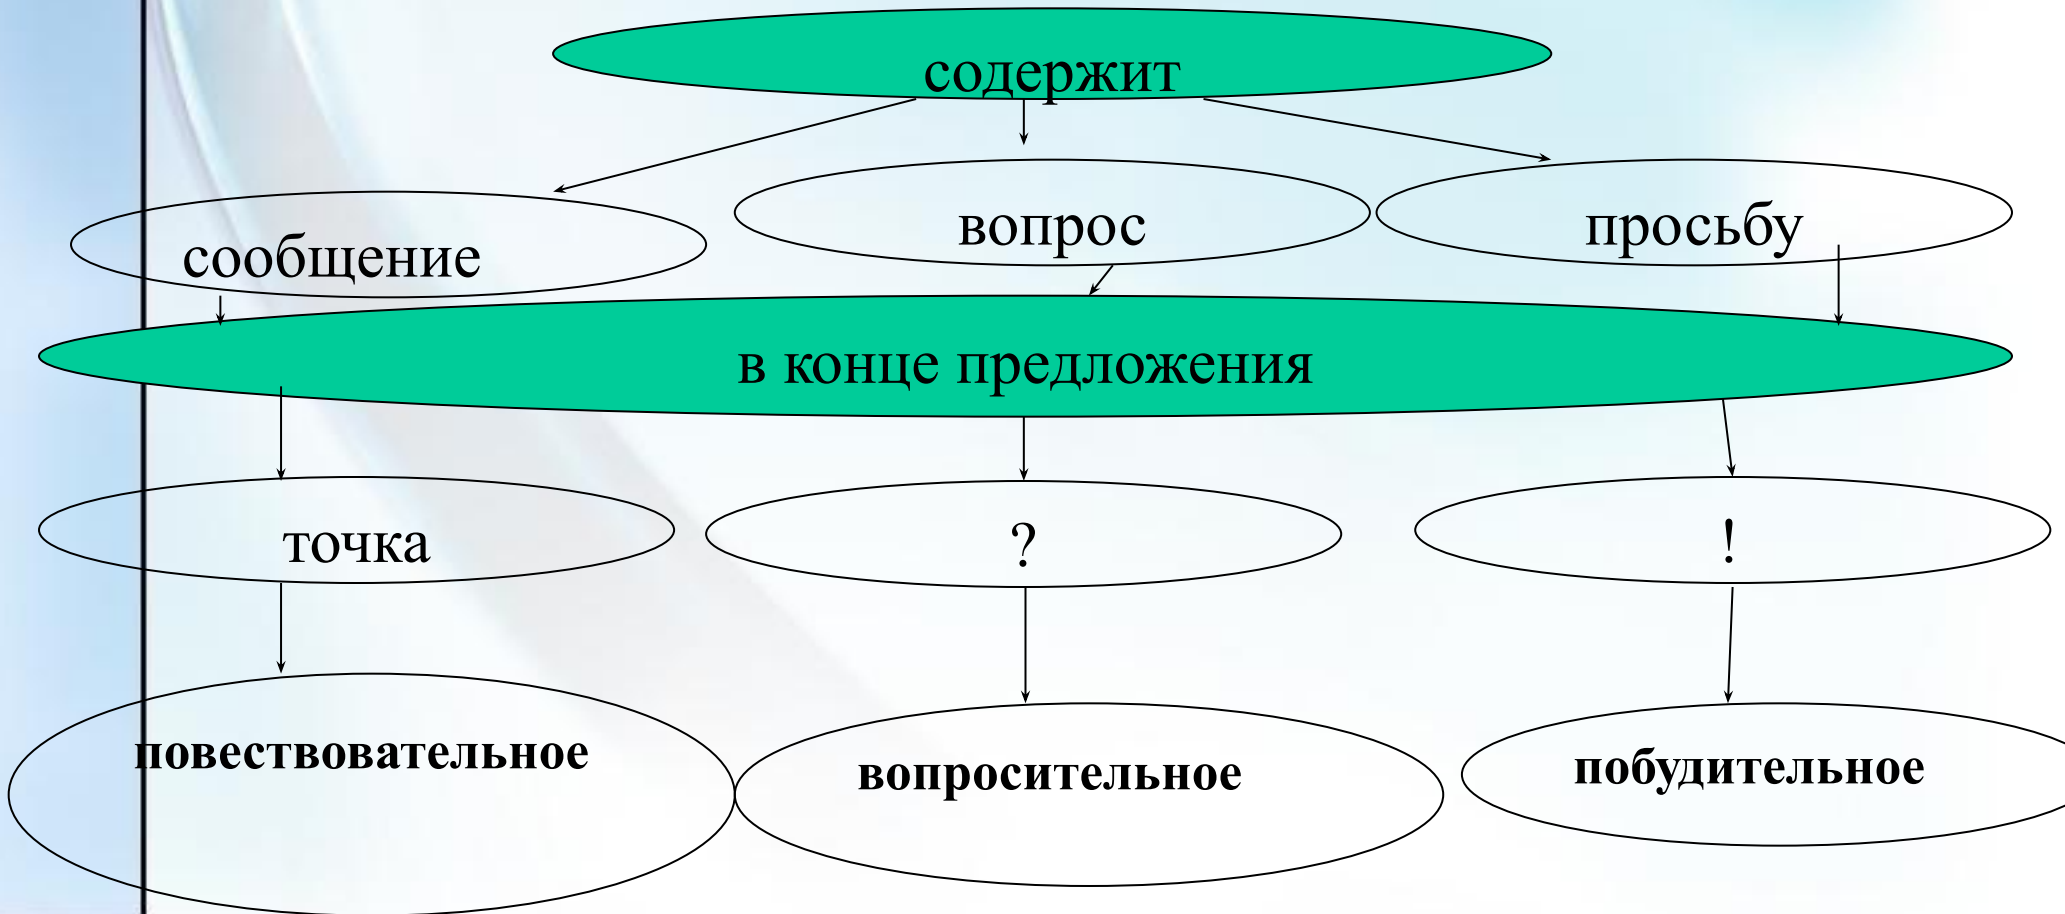 содержит
сообщение
вопрос
просьбу
в конце предложения
точка
?
!
повествовательное
вопросительное
побудительное